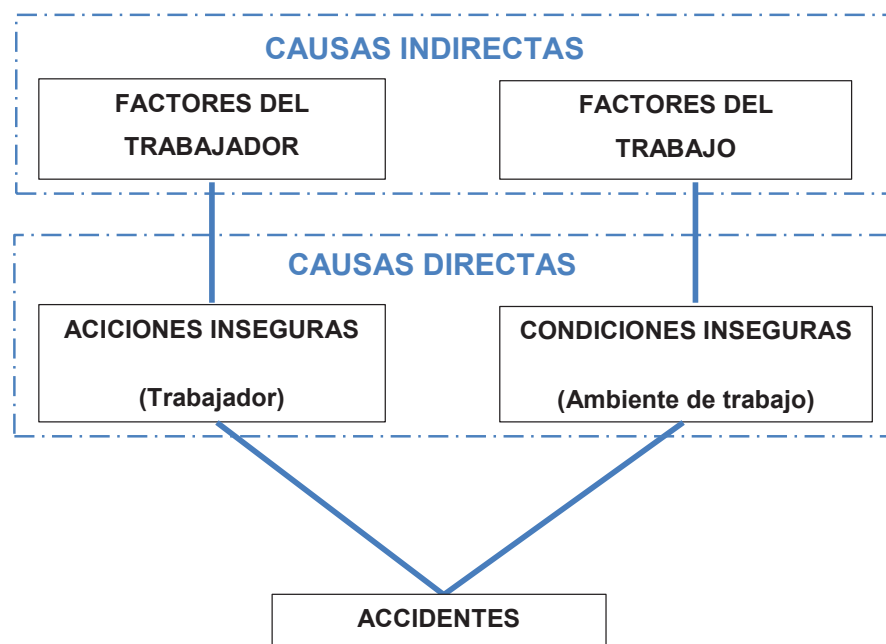 CAUSAS INDIRECTAS
FACTORES DEL
TRABAJADOR
FACTORES DEL
TRABAJO
CAUSAS DIRECTAS
ACICIONES INSEGURAS
(Trabajador)
CONDICIONES INSEGURAS
(Ambiente de trabajo)
ACCIDENTES